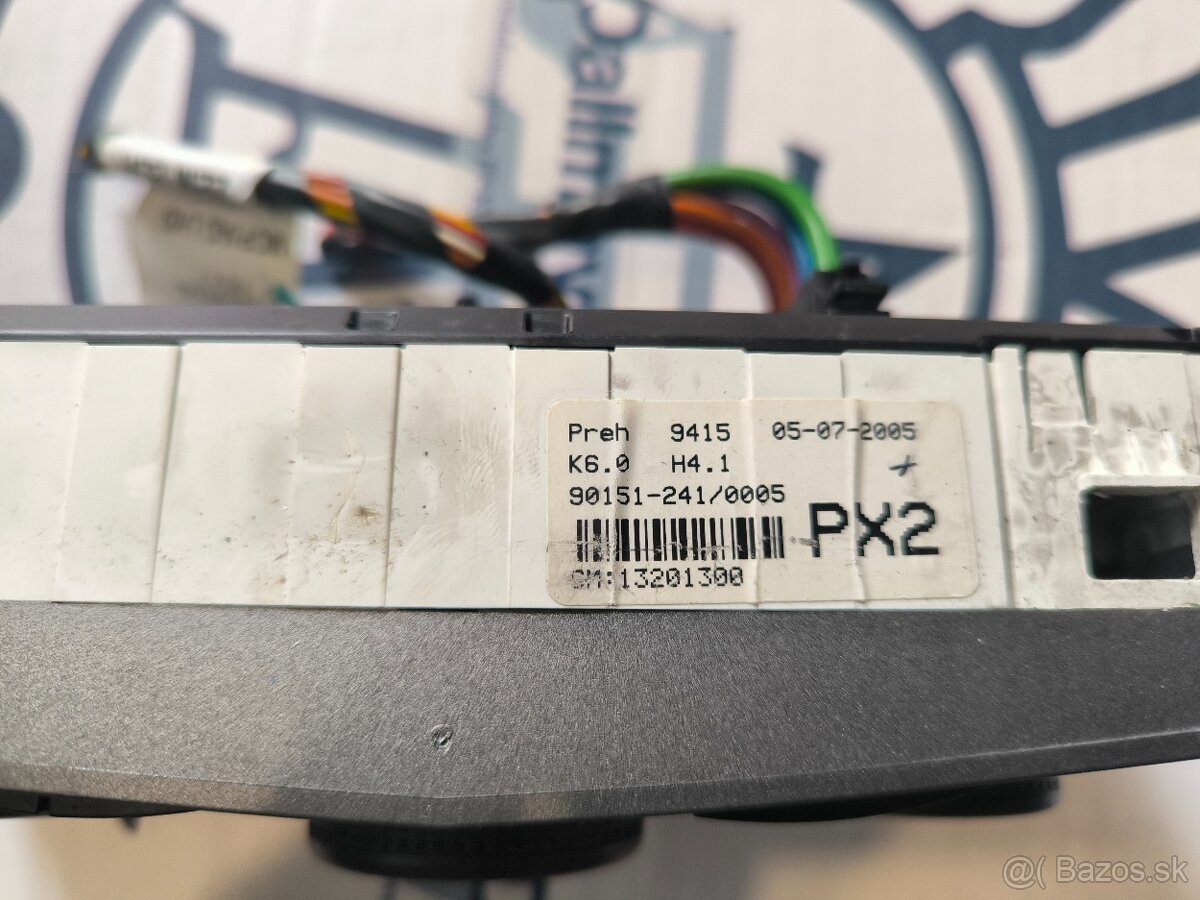 Preh 9415 05-07-2005
K6.0 H4.1
90151-241/0005
PX2
GM:13201300
@( Bazos.sk